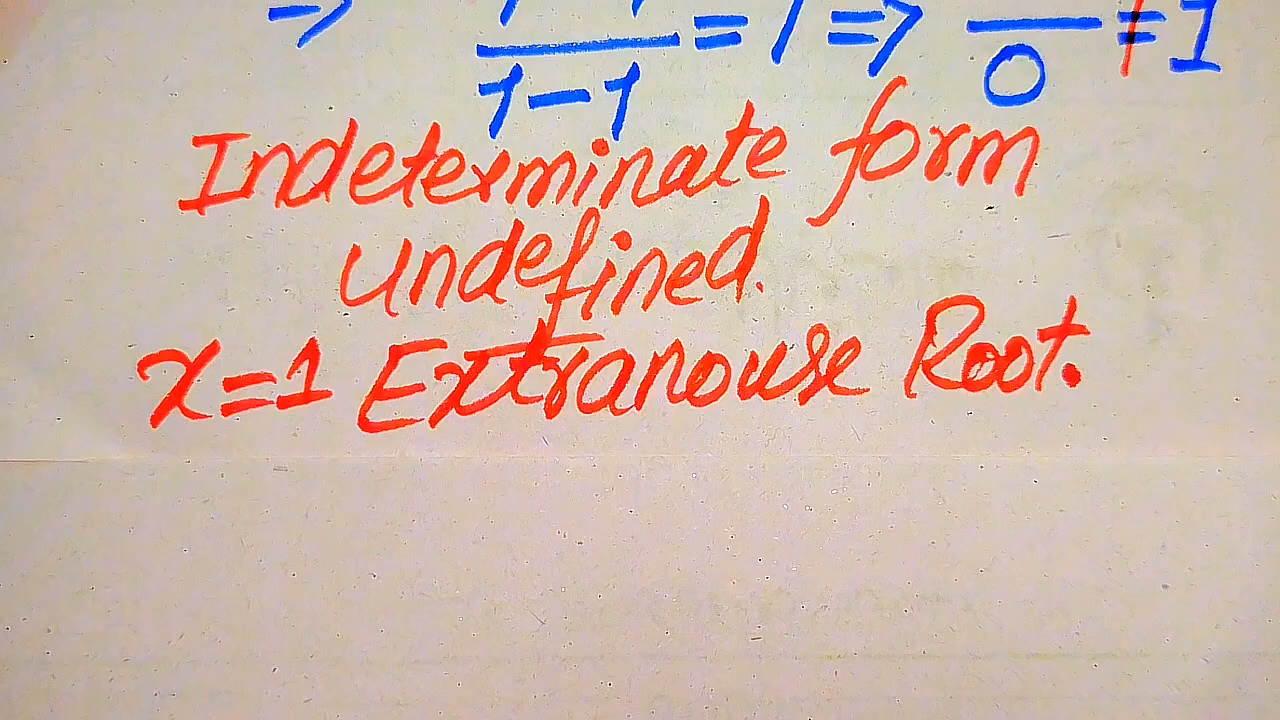 => 1-1 = 1 => 0 ≠ 1
Indeterminate form
undefined.
x=1 Extranouse Root.